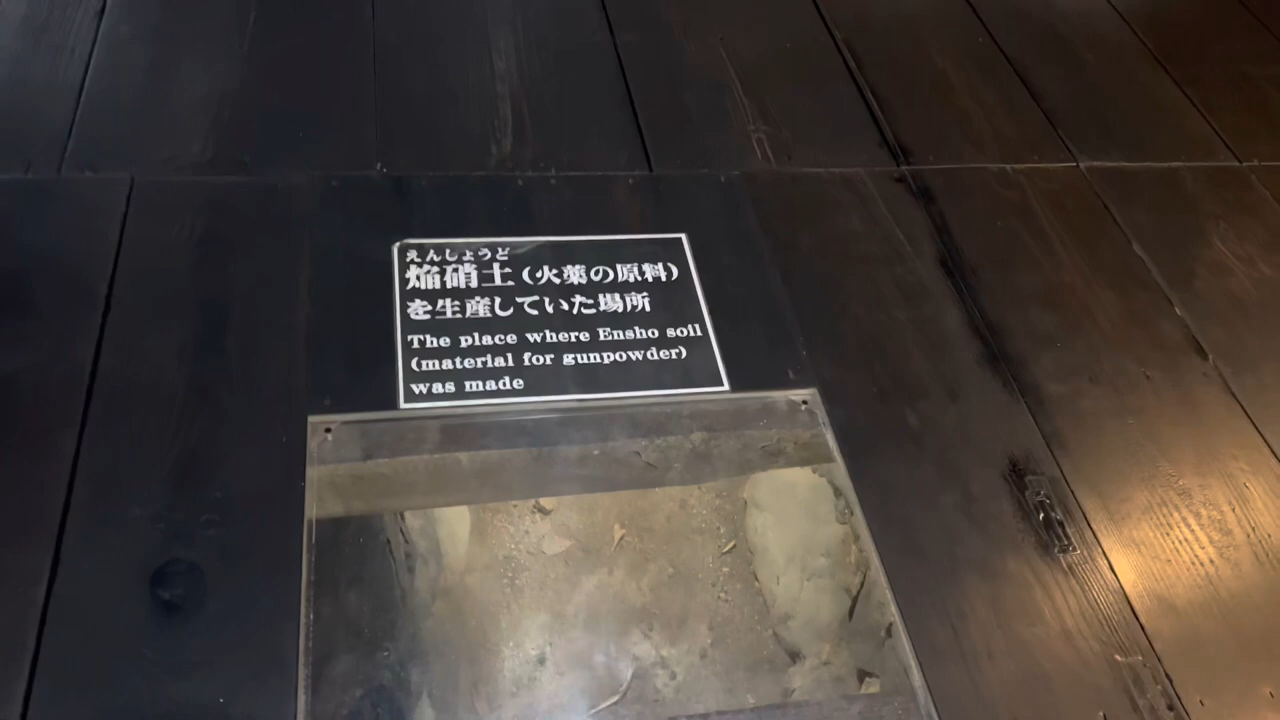 えんしょうど
焔硝土(火薬の原料)
を生産していた場所
The place where Ensho soil
(material for gunpowder)
was made